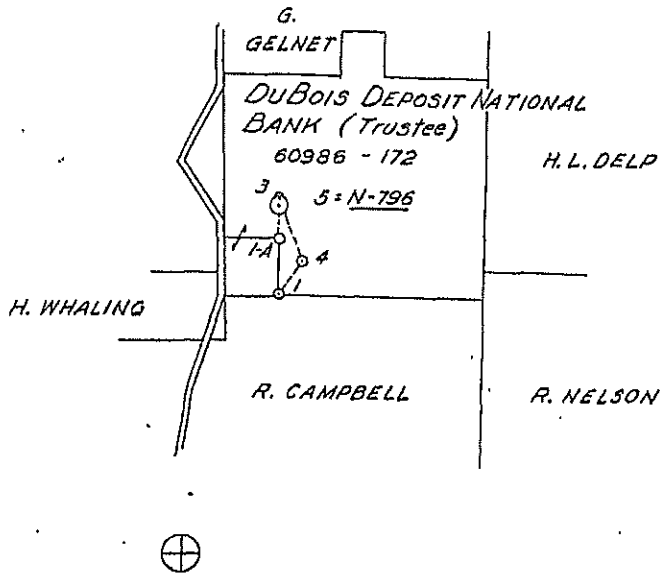 G.
GELNET
DUBOIS DEPOSIT NATIONAL
BANK (Trustee)
60986 - 172
H. L. DELP
3
5 = N-796
1-A
4
1
H. WHALING
R. CAMPBELL
R. NELSON